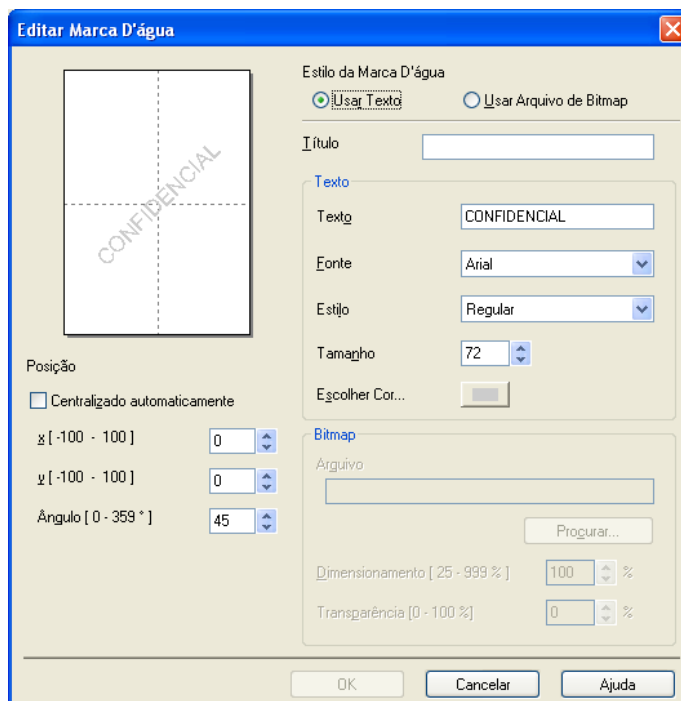 Editar Marca D'água
CONFIDENCIAL
Estilo da Marca D'água
Usar Texto
Usar Arquivo de Bitmap
Título
Texto
Texto CONFIDENCIAL
Fonte Arial
Estilo Regular
Tamanho 72
Escolher Cor...
Posição
Centralizado automaticamente
x [ -100 - 100 ] 0
y [ -100 - 100 ] 0
Ângulo [ 0 - 359 ° ] 45
Bitmap
Arquivo
Procurar...
Dimensionamento [ 25 - 999 % ] 100 %
Transparência [0 - 100 %] 0 %
OK
Cancelar
Ajuda